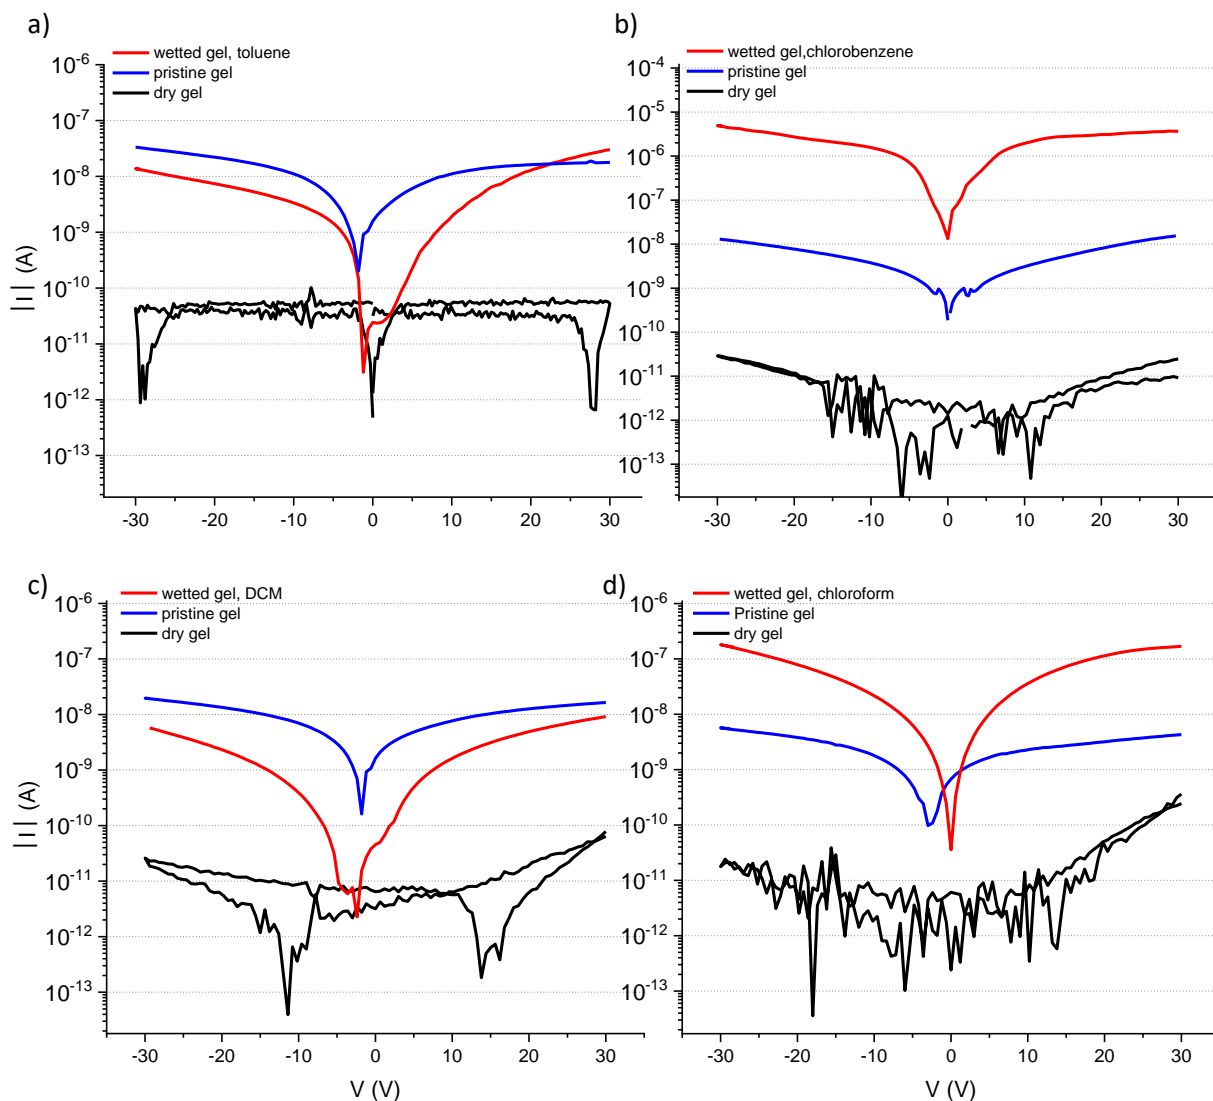 a)
wetted gel, toluene
pristine gel
dry gel
10-6
10-7
10-8
10-9
10-10
10-11
10-12
10-13
| I | (A)
-30 -20 -10 0 10 20 30
b)
wetted gel,chlorobenzene
pristine gel
dry gel
10-4
10-5
10-6
10-7
10-8
10-9
10-10
10-11
10-12
10-13
-30 -20 -10 0 10 20 30
c)
wetted gel, DCM
pristine gel
dry gel
10-6
10-7
10-8
10-9
10-10
10-11
10-12
10-13
| I | (A)
-30 -20 -10 0 10 20 30
V (V)
d)
wetted gel, chloroform
Pristine gel
dry gel
10-6
10-7
10-8
10-9
10-10
10-11
10-12
10-13
-30 -20 -10 0 10 20 30
V (V)